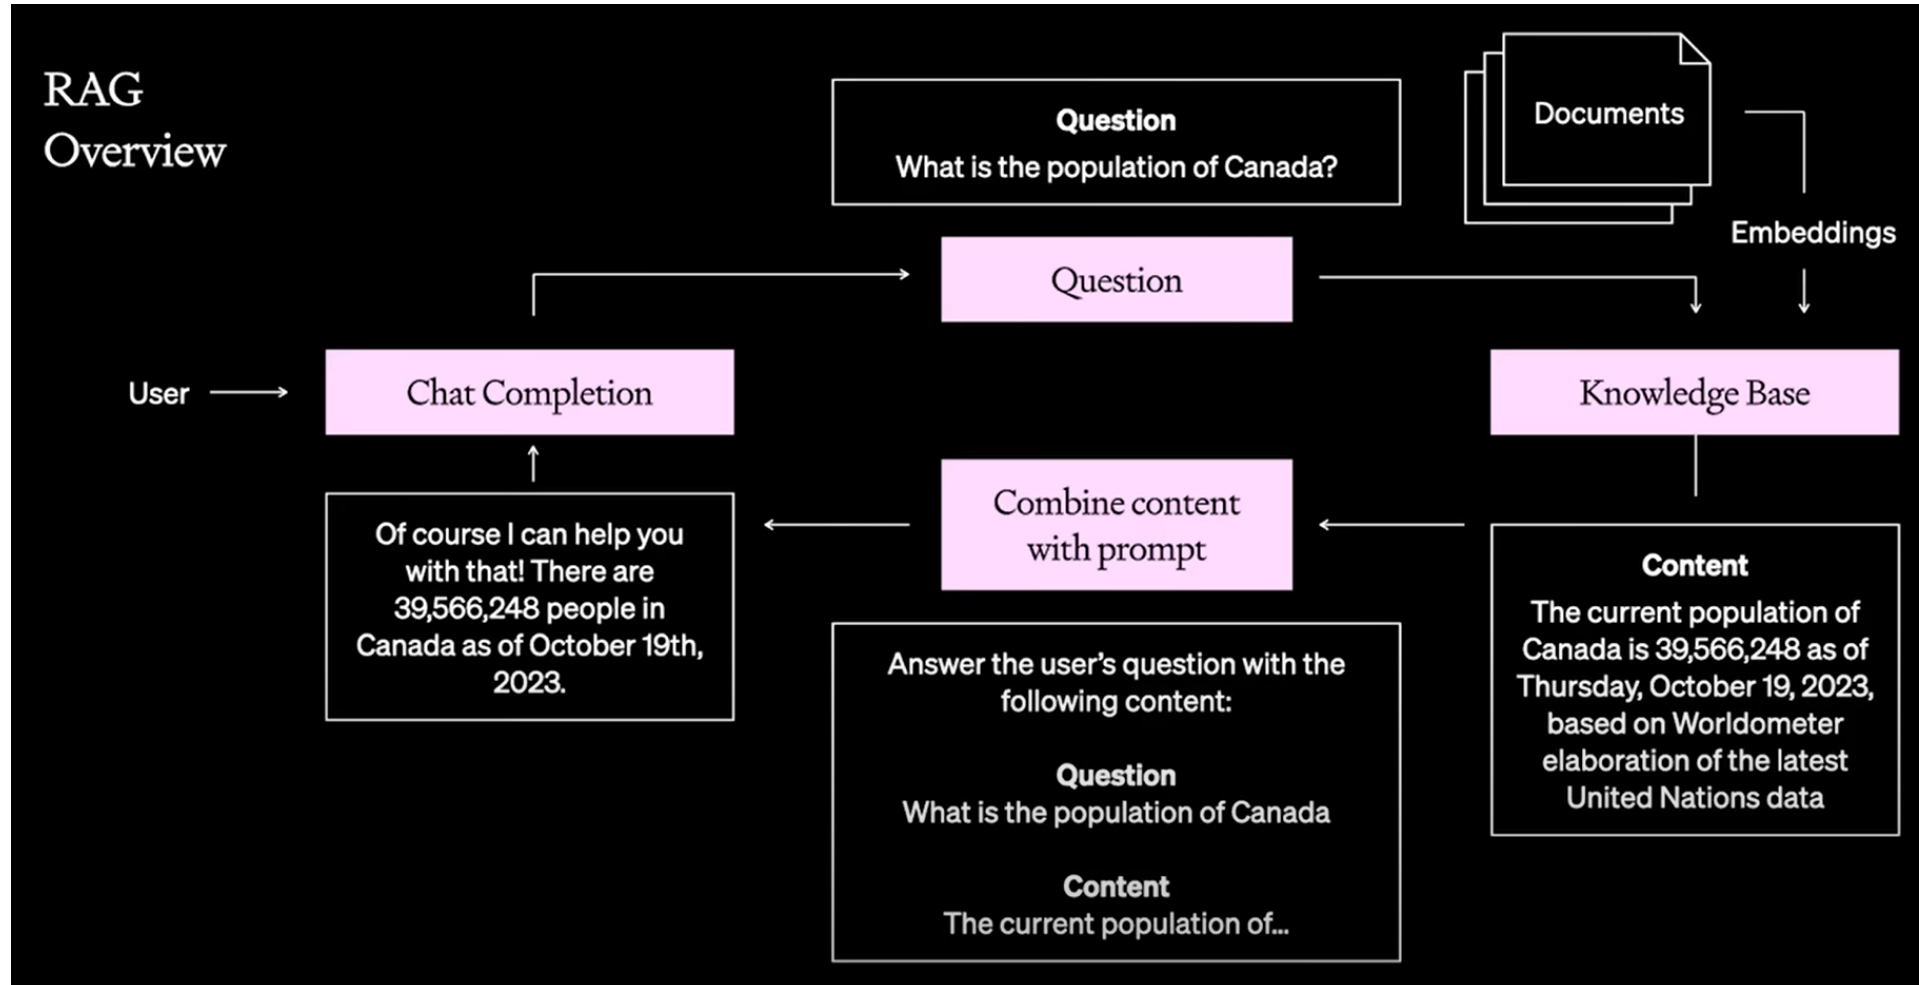 RAG
Overview
Question
What is the population of Canada?
Documents
Embeddings
Question
User
Chat Completion
Knowledge Base
Combine content
with prompt
Of course I can help you
with that! There are
39,566,248 people in
Canada as of October 19th,
2023.
Answer the user’s question with the
following content:
Question
What is the population of Canada
Content
The current population of...
Content
The current population of
Canada is 39,566,248 as of
Thursday, October 19, 2023,
based on Worldometer
elaboration of the latest
United Nations data